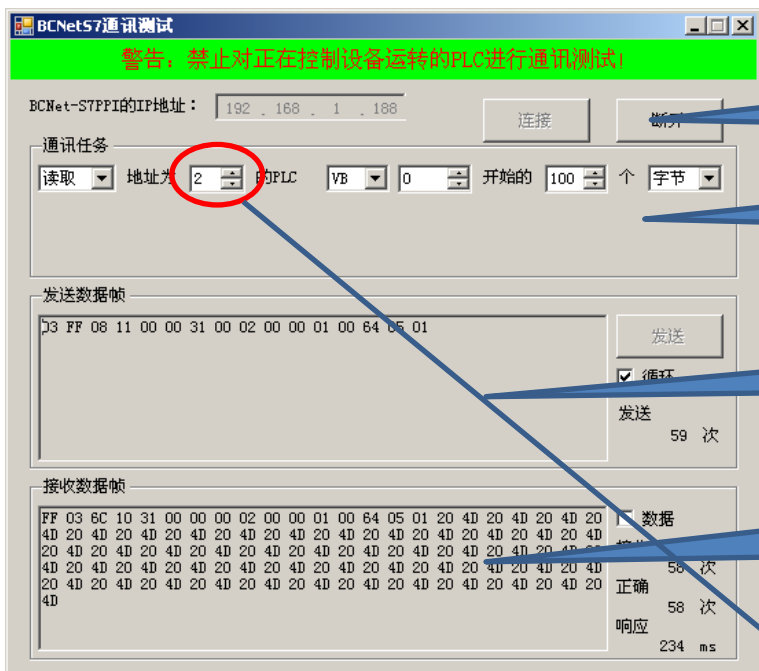 BCNetS7通讯测试
警告：禁止对正在控制设备运转的PLC进行通讯测试!
BCNet-S7PPI的IP地址： 192 . 168 . 1 . 188 连接
通讯任务
读取 地址为 2 的PLC VB 0 开始的 100 个 字节
发送数据帧
03 FF 08 11 00 00 31 00 02 00 00 01 00 64 05 01
发送
循环
发送
59 次
接收数据帧
FF 03 6C 10 31 00 00 00 02 00 00 01 00 64 05 01 20 4D 20 4D 20 4D 20
4D 20 4D 20 4D 20 4D 20 4D 20 4D 20 4D 20 4D 20 4D 20 4D 20 4D 20 4D
20 4D 20 4D 20 4D 20 4D 20 4D 20 4D 20 4D 20 4D 20 4D 20 4D 20 4D
4D 20 4D 20 4D 20 4D 20 4D 20 4D 20 4D 20 4D 20 4D 20 4D 20 4D 20 4D
20 4D 20 4D 20 4D 20 4D 20 4D 20 4D 20 4D 20 4D 20 4D 20 4D 20 4D 20
4D
数据
58 次
正确
58 次
响应
234 ms